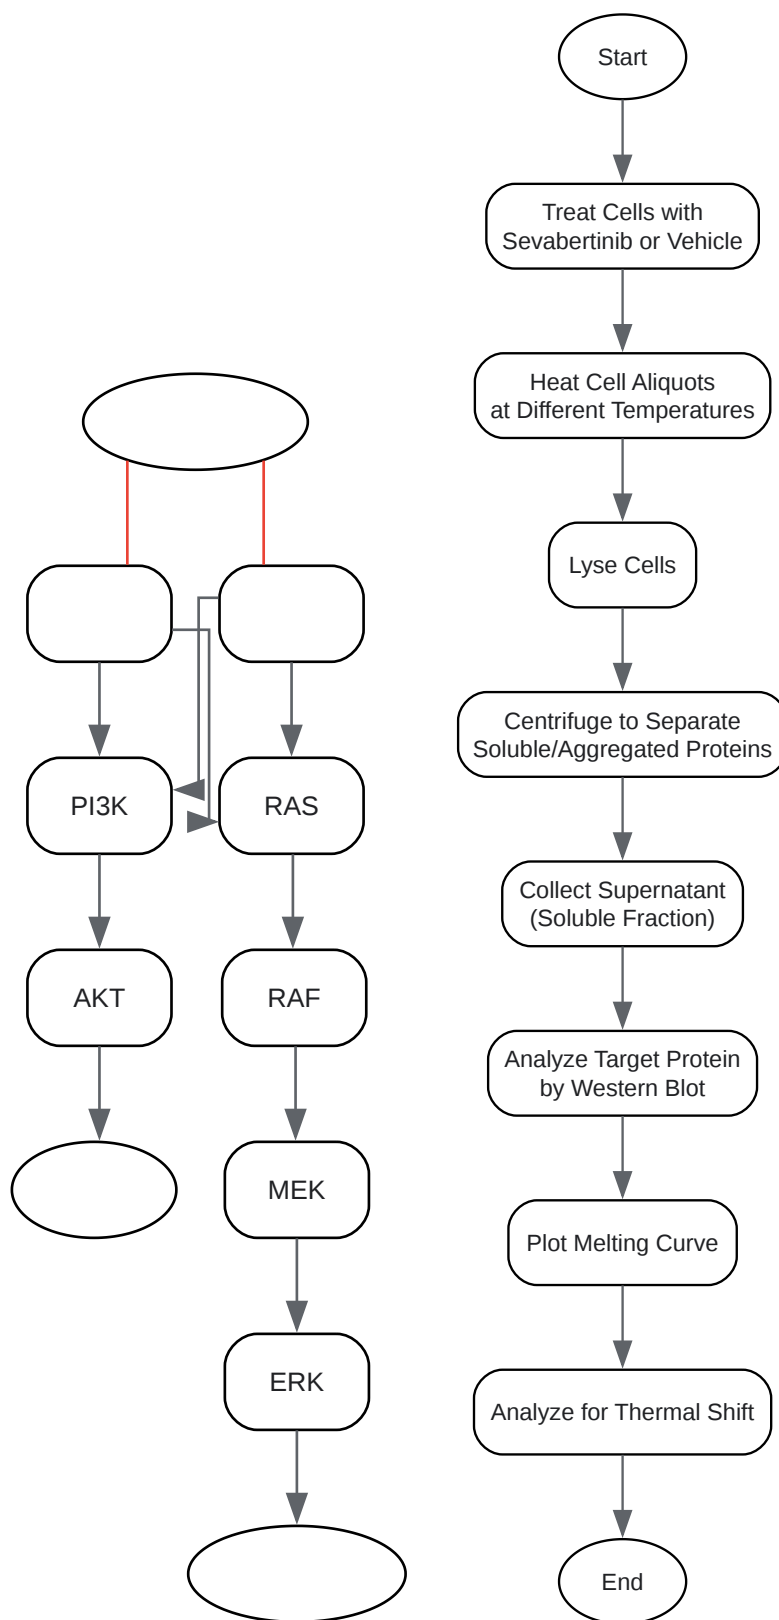 PI3K
RAS
AKT
RAF
MEK
ERK
Start
Treat Cells with
Sevabertinib or Vehicle
Heat Cell Aliquots
at Different Temperatures
Lyse Cells
Centrifuge to Separate
Soluble/Aggregated Proteins
Collect Supernatant
(Soluble Fraction)
Analyze Target Protein
by Western Blot
Plot Melting Curve
Analyze for Thermal Shift
End